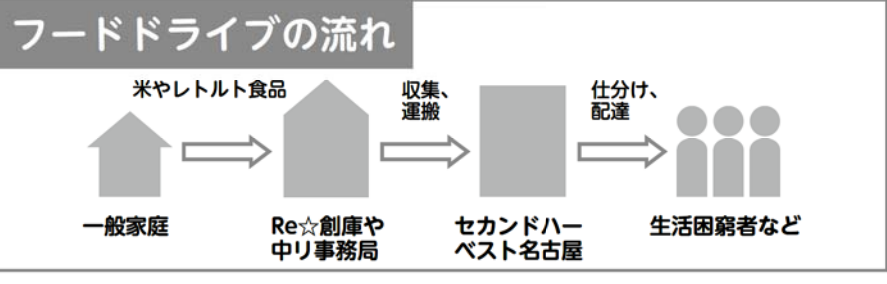 フードドライブの流れ
米やレトルト食品
収集、
運搬
仕分け、
配達
一般家庭
Re☆創庫や
中リ事務局
セカンドハー
ベスト名古屋
生活困窮者など